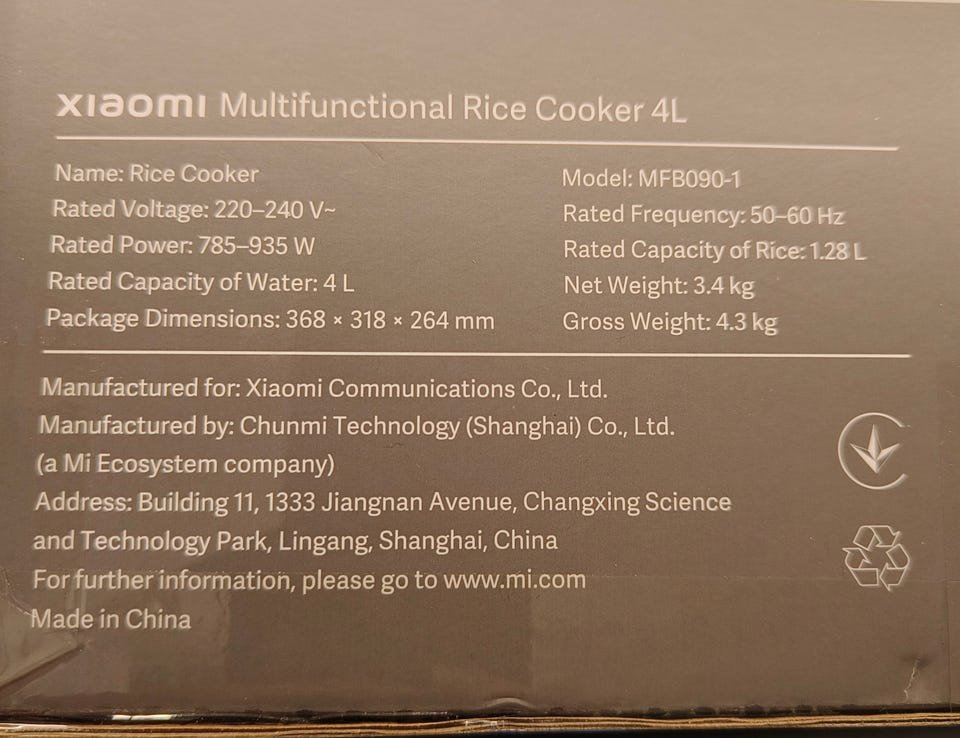 xiaomi Multifunctional Rice Cooker 4L
Name: Rice Cooker
Model: MFB090-1
Rated Voltage: 220–240 V~
Rated Frequency: 50–60 Hz
Rated Power: 785–935 W
Rated Capacity of Rice: 1.28 L
Rated Capacity of Water: 4 L
Net Weight: 3.4 kg
Package Dimensions: 368 × 318 × 264 mm
Gross Weight: 4.3 kg
Manufactured for: Xiaomi Communications Co., Ltd.
Manufactured by: Chunmi Technology (Shanghai) Co., Ltd.
(a Mi Ecosystem company)
Address: Building 11, 1333 Jiangnan Avenue, Changxing Science
and Technology Park, Lingang, Shanghai, China
For further information, please go to www.mi.com
Made in China